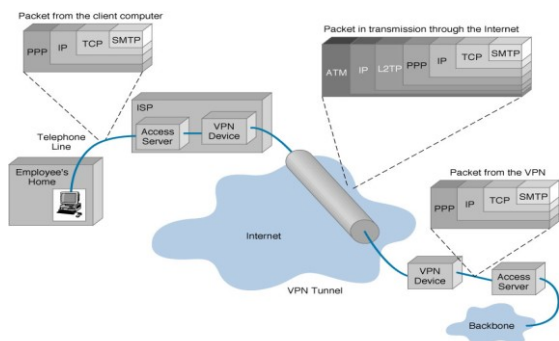 Packet from the client computer
PPP IP TCP SMTP
Packet in transmission through the Internet
ATM IP L2TP PPP IP TCP SMTP
ISP
Access
Server
VPN
Device
Telephone
Line
Employee's
Home
Packet from the VPN
PPP IP TCP SMTP
Internet
VPN Tunnel
VPN
Device
Access
Server
Backbone